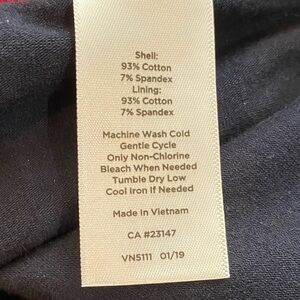 Shell:
93% Cotton
7% Spandex
Lining:
93% Cotton
7% Spandex
Machine Wash Cold
Gentle Cycle
Only Non-Chlorine
Bleach When Needed
Tumble Dry Low
Cool Iron If Needed
Made In Vietnam
CA #23147
VN5111 01/19